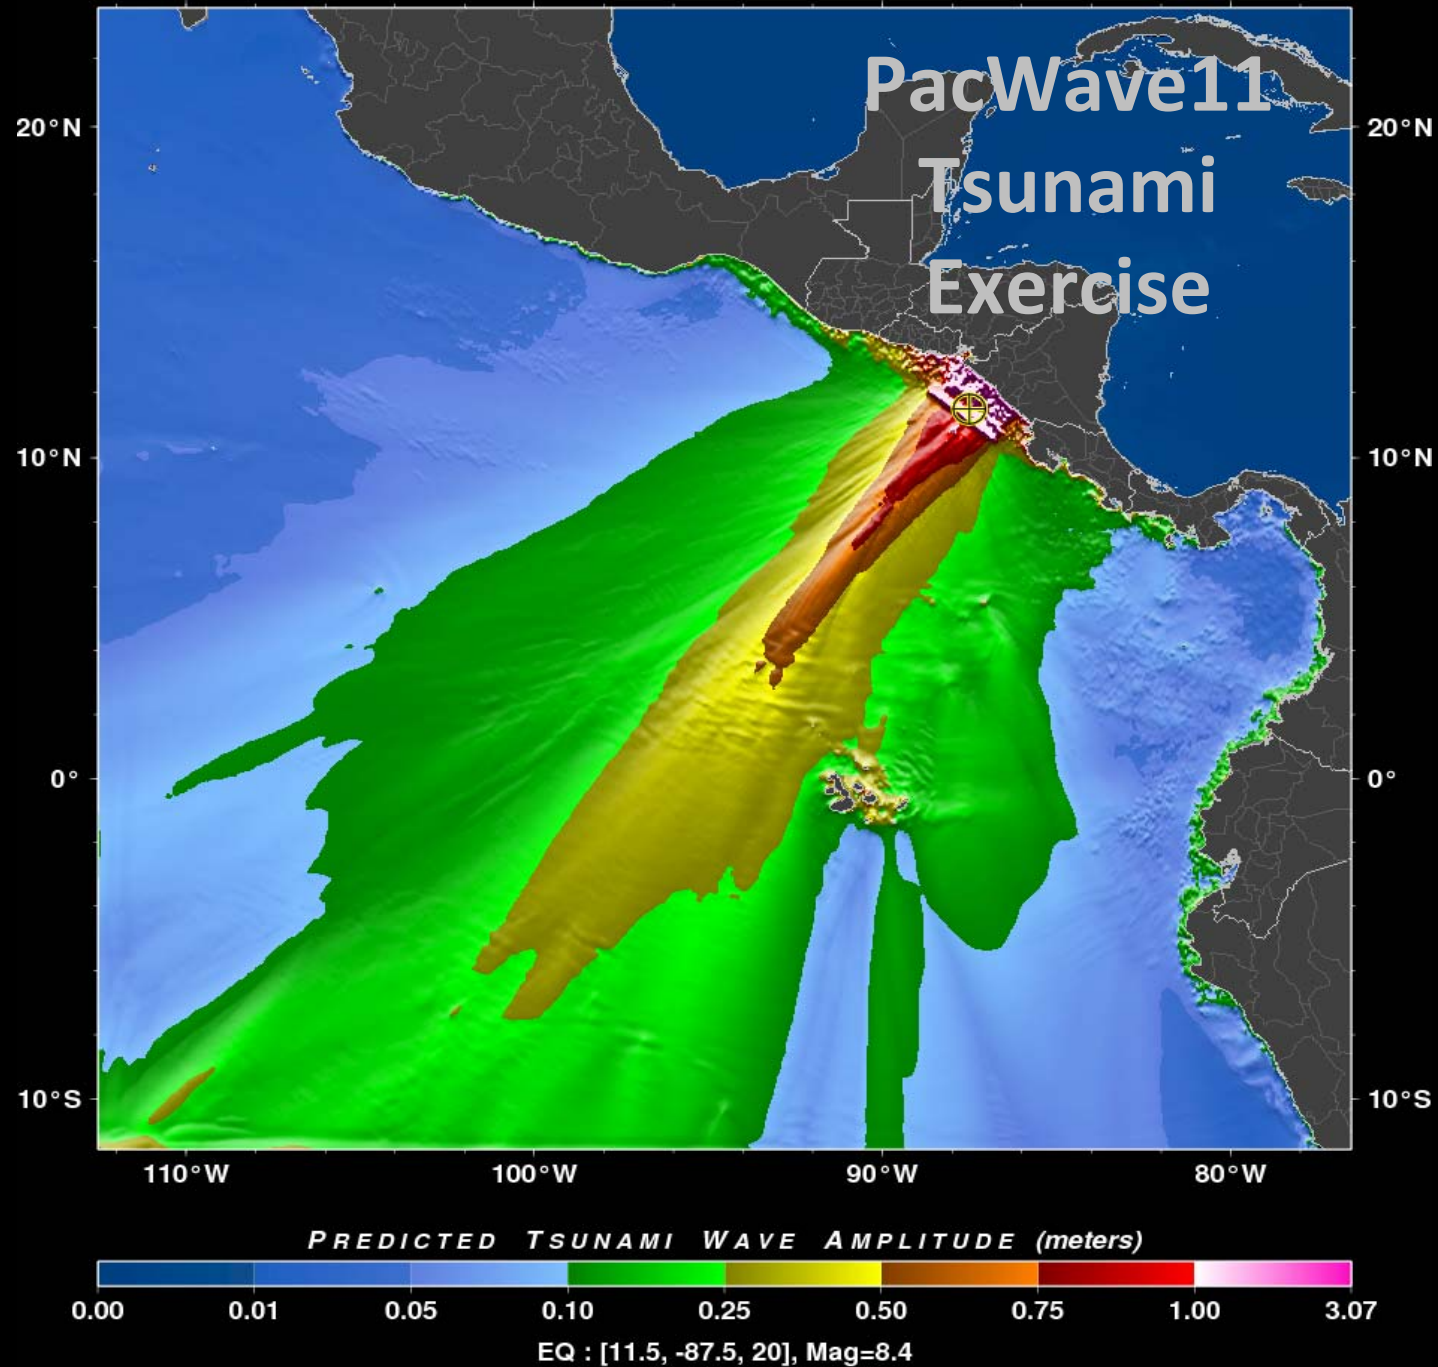 PacWave11
Tsunami
Exercise
20°N 20°N
10°N 10°N
0° 0°
10°S 10°S
110°W 100°W 90°W 80°W
PREDICTED TSUNAMI WAVE AMPLITUDE (meters)
0.00 0.01 0.05 0.10 0.25 0.50 0.75 1.00 3.07
EQ : [11.5, -87.5, 20], Mag=8.4